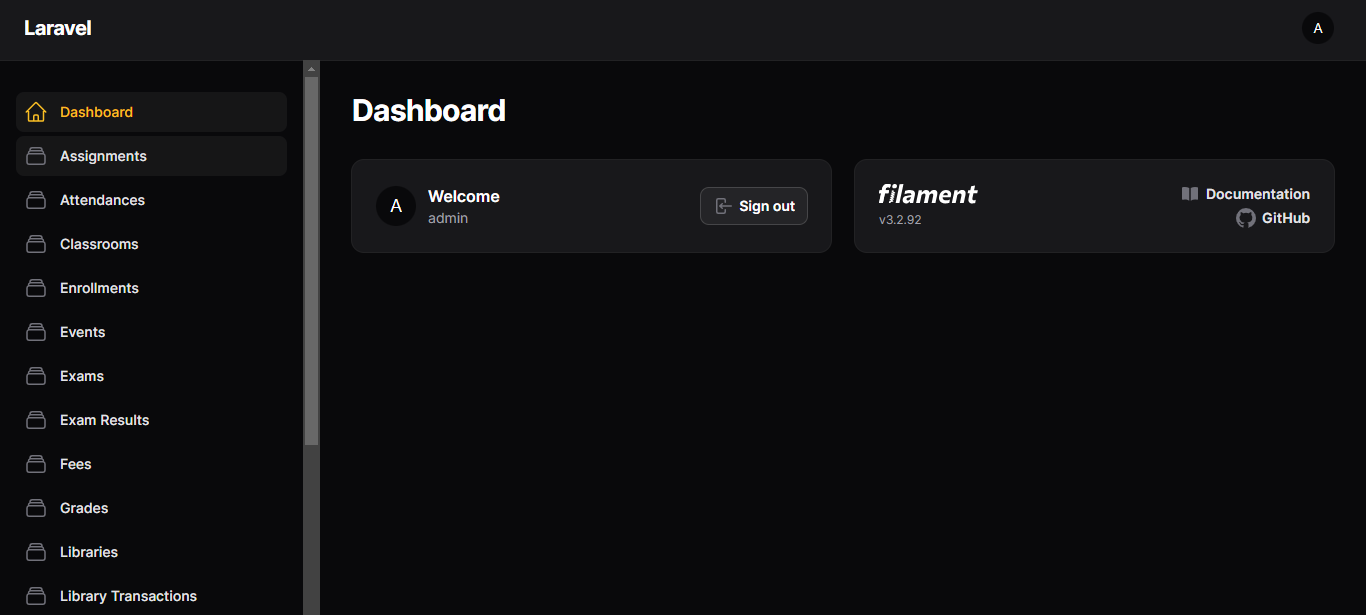 Laravel
A
Dashboard
Assignments
Attendances
Classrooms
Enrollments
Events
Exams
Exam Results
Fees
Grades
Libraries
Library Transactions
Dashboard
A
Welcome
admin
Sign out
filament
v3.2.92
Documentation
GitHub